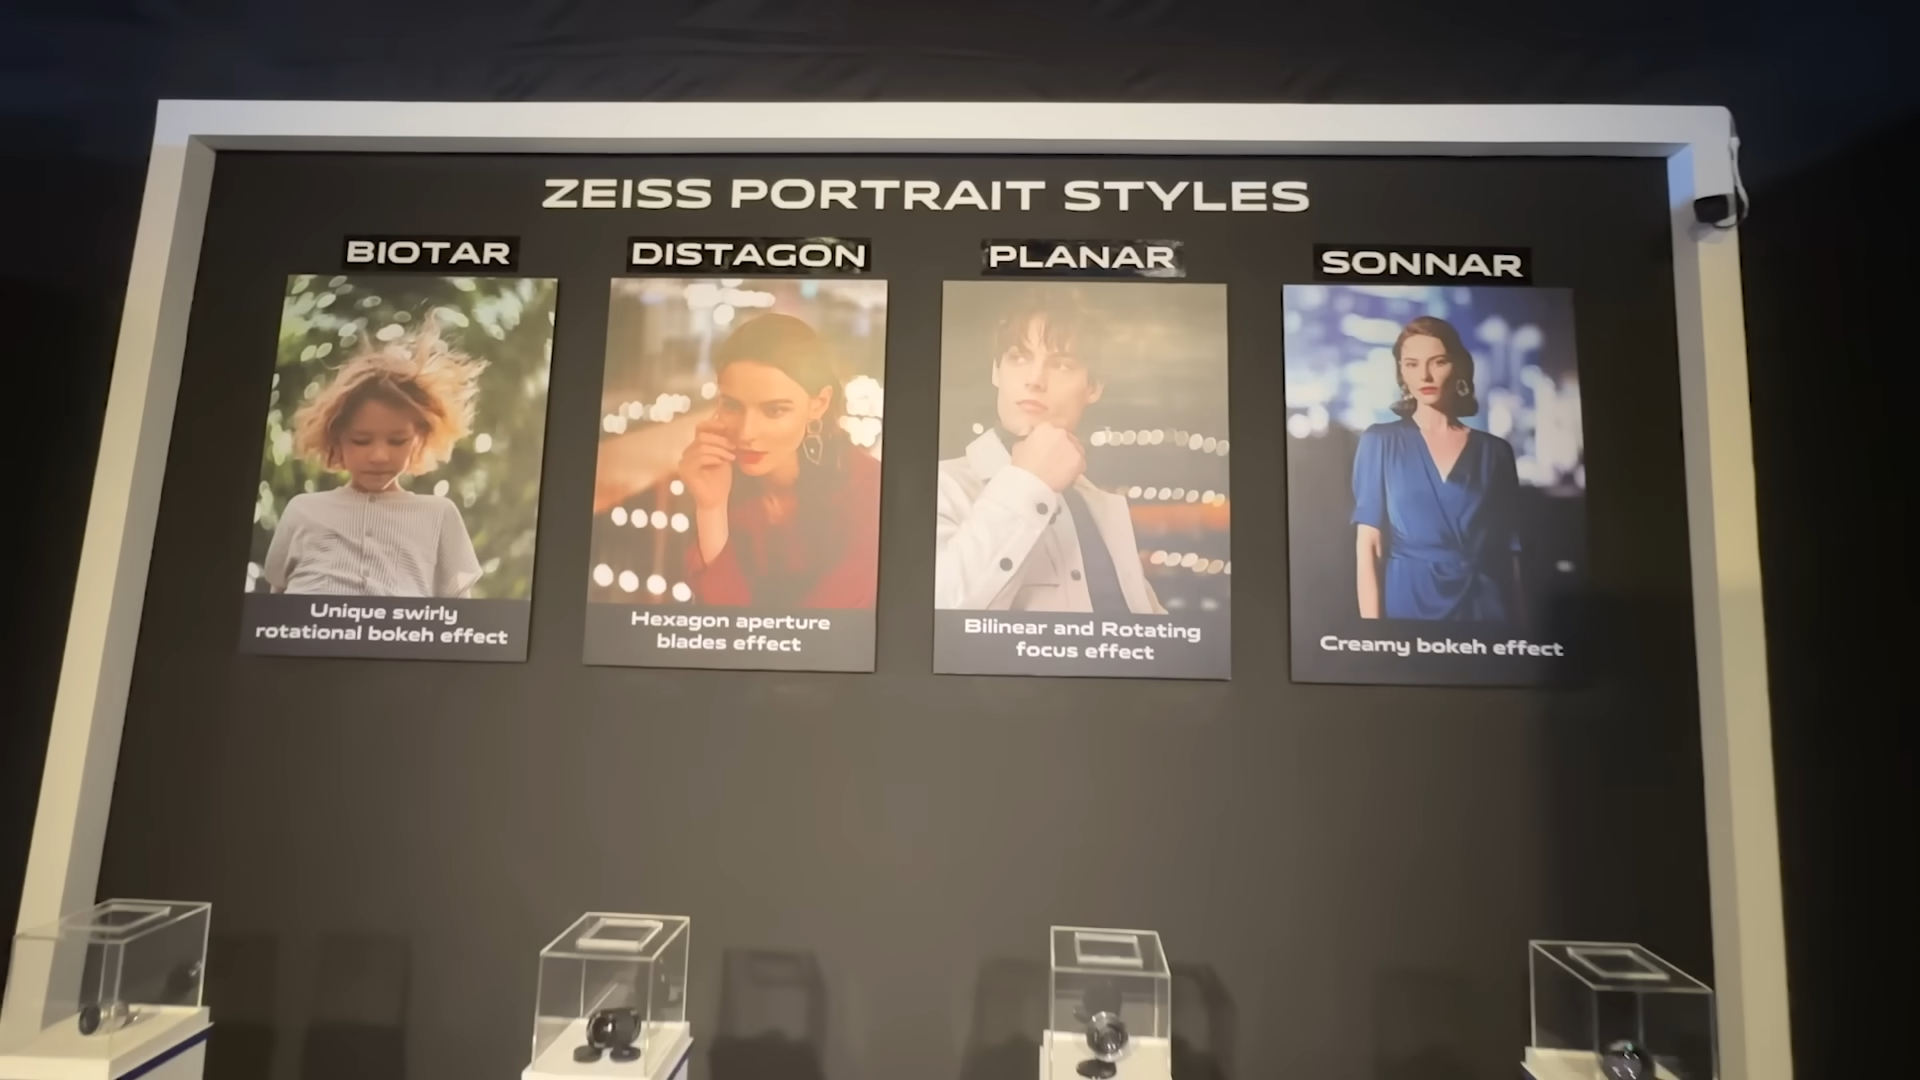 ZEISS PORTRAIT STYLES
BIOTAR
Unique swirly
rotational bokeh effect
DISTAGON
Hexagon aperture
blades effect
PLANAR
Bilinear and Rotating
focus effect
SONNAR
Creamy bokeh effect